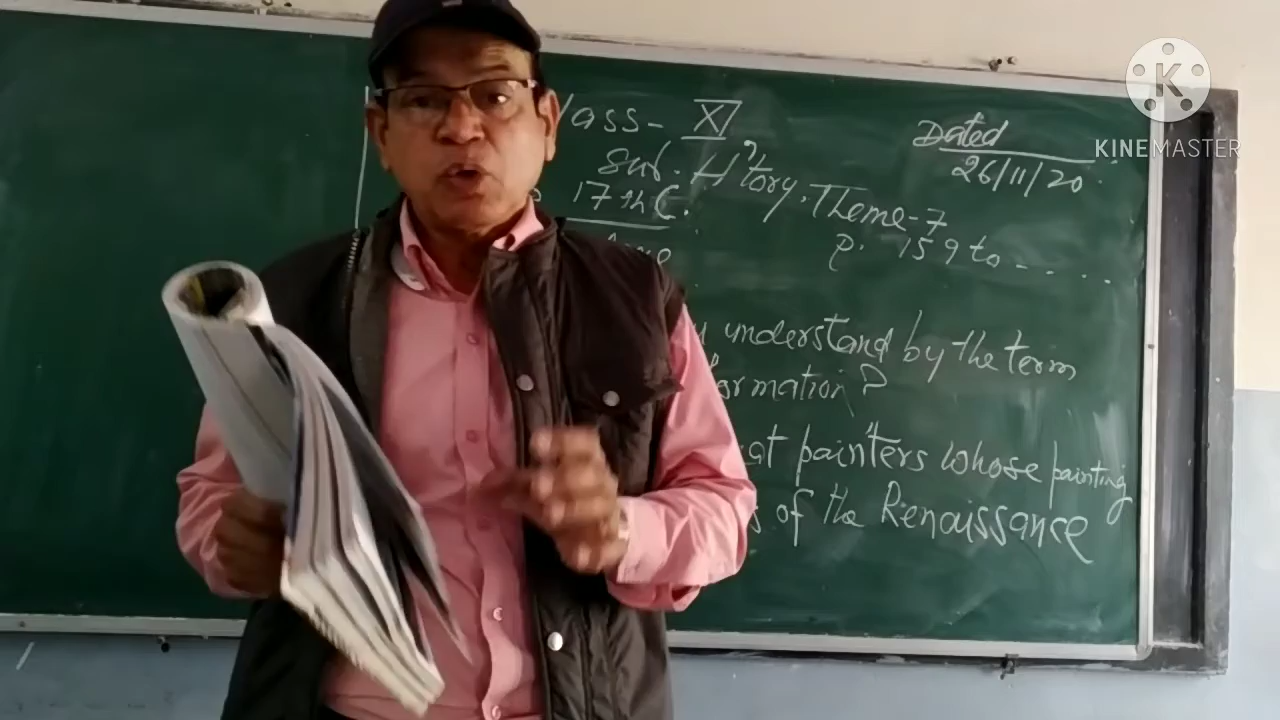 lass- XI
Dated
26/11/20
Sub. History. Theme-7
17th C.
P. 159 to - . . . .
understand by the term
ormation?
at painters whose painting
of the Renaissance
K
KINEMASTER